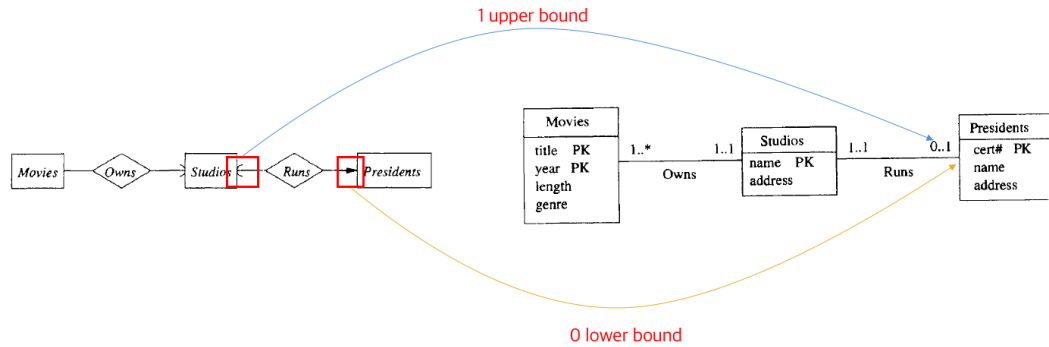 1 upper bound
Movies
Owns
Studios
Runs
Presidents
Movies
title PK
year PK
length
genre
1..*
1..1
Owns
Studios
name PK
address
1..1
0..1
Runs
Presidents
cert# PK
name
address
0 lower bound